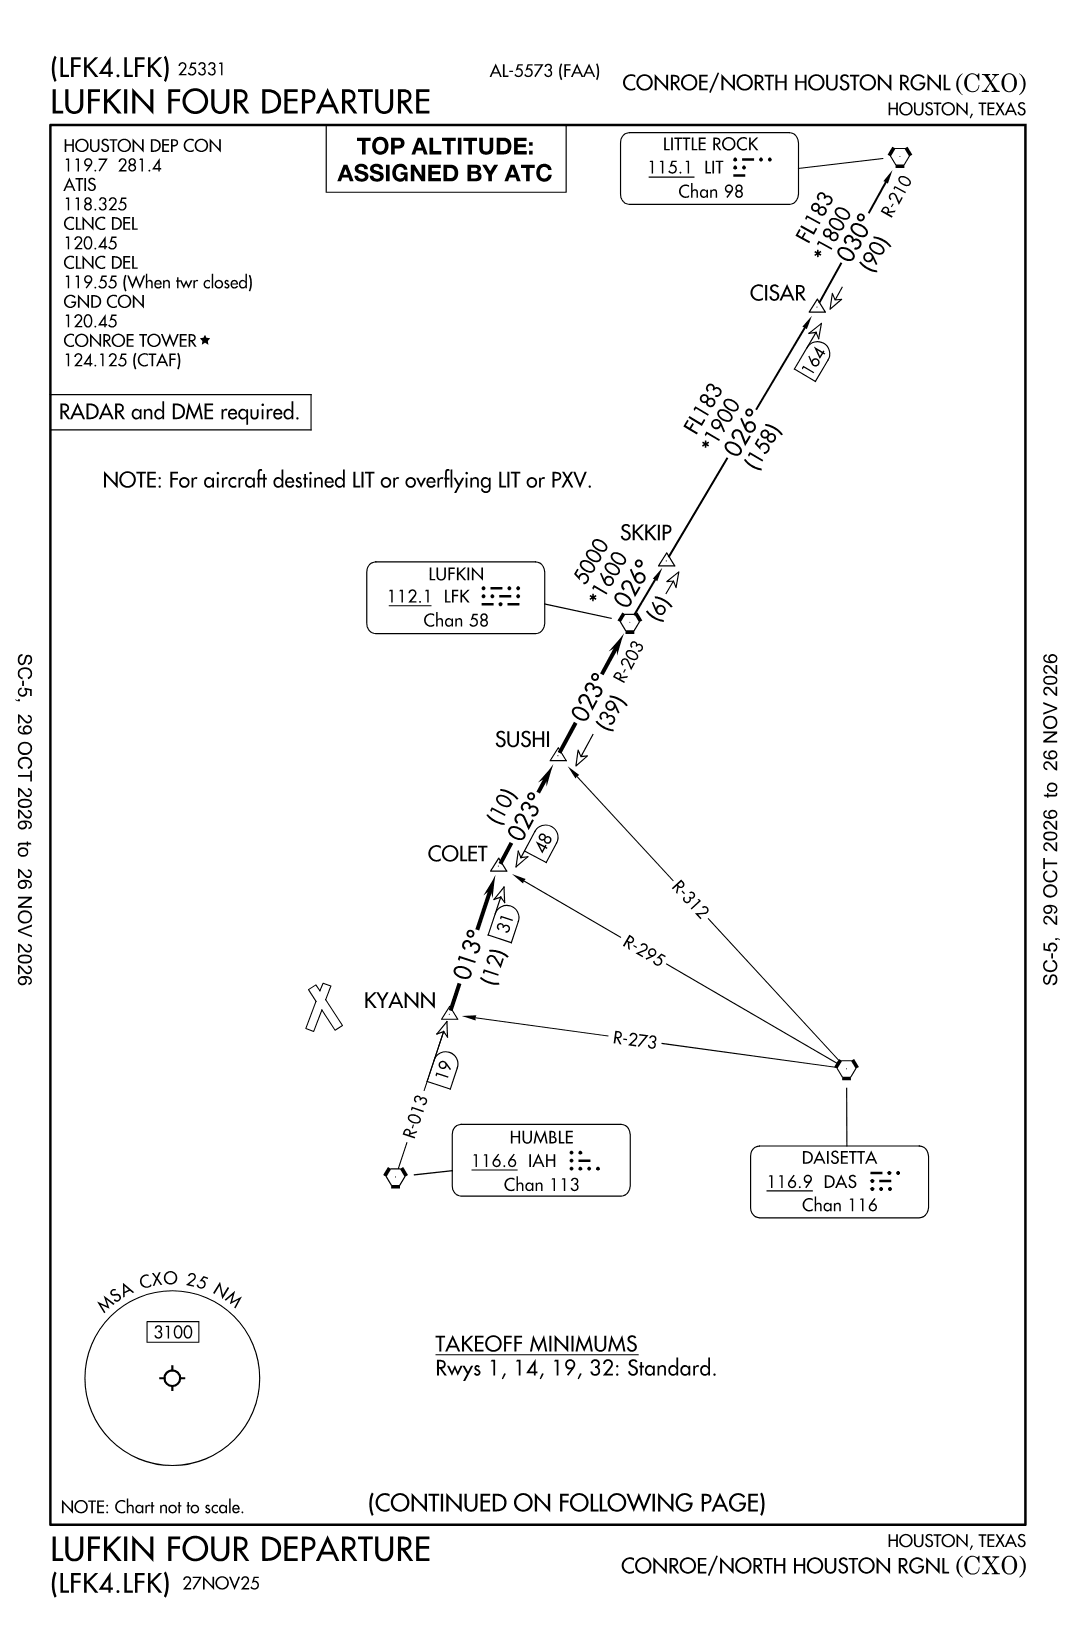 (LFK4.LFK) 25331
AL-5573 (FAA)
CONROE/NORTH HOUSTON RGNL (CXO)
LUFKIN FOUR DEPARTURE
HOUSTON, TEXAS
HOUSTON DEP CON
119.7 281.4
ATIS
118.325
CLNC DEL
120.45
CLNC DEL
119.55 (When twr closed)
GND CON
120.45
CONROE TOWER★
124.125 (CTAF)
TOP ALTITUDE:
ASSIGNED BY ATC
LITTLE ROCK
115.1 LIT
Chan 98
R-210
FL183
*1800
030°
(90)
CISAR
164
RADAR and DME required.
FL183
*1900
026°
(158)
NOTE: For aircraft destined LIT or overflying LIT or PXV.
SKKIP
5000
*1600
026°
(6)
LUFKIN
112.1 LFK
Chan 58
R-203
023°
(39)
SUSHI
(10)
023°
48
COLET
R-312
31
013°
(12)
R-295
KYANN
R-273
19
R-013
HUMBLE
116.6 IAH
Chan 113
DAISETTA
116.9 DAS
Chan 116
SC-5, 29 OCT 2026 to 26 NOV 2026
SC-5, 29 OCT 2026 to 26 NOV 2026
MSA CXO 25 NM
3100
TAKEOFF MINIMUMS
Rwys 1, 14, 19, 32: Standard.
NOTE: Chart not to scale.
(CONTINUED ON FOLLOWING PAGE)
LUFKIN FOUR DEPARTURE
HOUSTON, TEXAS
(LFK4.LFK) 27NOV25
CONROE/NORTH HOUSTON RGNL (CXO)